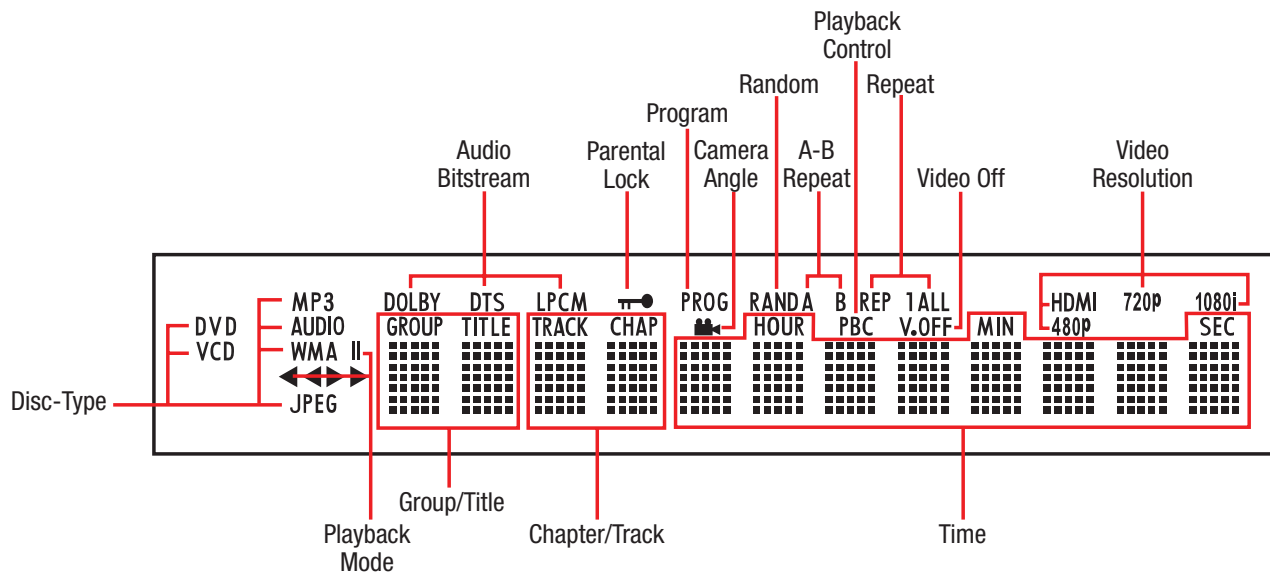 Playback
Control
Random
Repeat
Program
Audio
Bitstream
Parental
Lock
Camera
Angle
A-B
Repeat
Video Off
Video
Resolution
MP3
DOLBY DTS LPCM PROG RAND A B REP 1 ALL HDMI 720p 1080i
DVD
AUDIO
GROUP TITLE TRACK CHAP HOUR PBC V.OFF MIN 480p SEC
VCD
WMA
Disc-Type
JPEG
Group/Title
Playback
Mode
Chapter/Track
Time